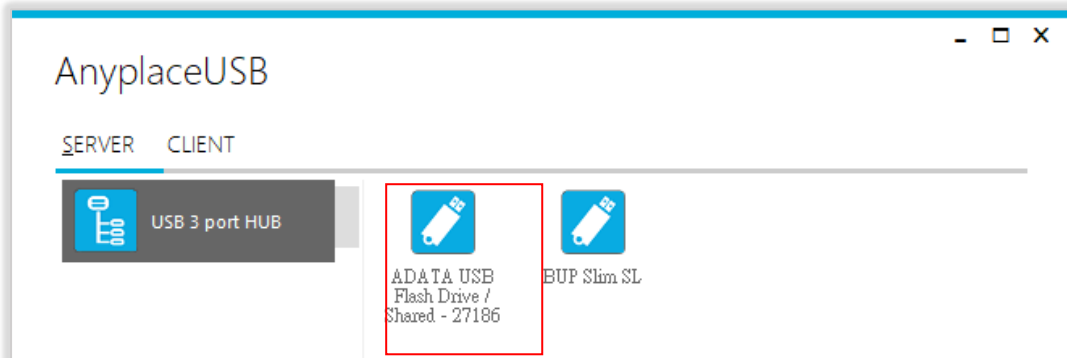 AnyplaceUSB
SERVER CLIENT
USB 3 port HUB
ADATA USB
Flash Drive /
Shared - 27186
BUP Slim SL